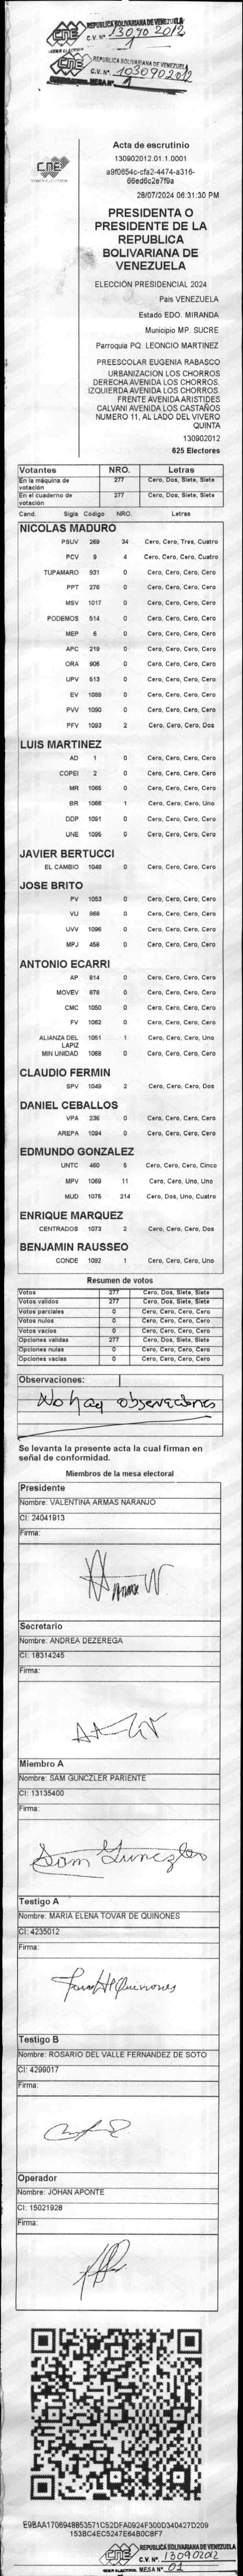 CNE REPUBLICA BOLIVARIANA DE VENEZUELA
C.V. Nº 13090 2012
1
CNE REPUBLICA BOLIVARIANA DE VENEZUELA
C.V. Nº 1030902012
MESA Nº 1
CNE
Acta de escrutinio
130902012.01.1.0001
a9f0654c-cfa2-4474-a316-
66ed6c2e7f9a
28/07/2024 06:31:30 PM
PRESIDENTA O
PRESIDENTE DE LA
REPUBLICA
BOLIVARIANA DE
VENEZUELA
ELECCIÓN PRESIDENCIAL 2024
País VENEZUELA
Estado EDO. MIRANDA
Municipio MP. SUCRE
Parroquia PQ. LEONCIO MARTINEZ
PREESCOLAR EUGENIA RABASCO
URBANIZACION LOS CHORROS
DERECHA AVENIDA LOS CHORROS.
IZQUIERDA AVENIDA LOS CHORROS.
FRENTE AVENIDA ARISTIDES
CALVANI AVENIDA LOS CASTAÑOS
NUMERO 11, AL LADO DEL VIVERO
QUINTA
130902012
625 Electores
Votantes NRO. Letras
En la máquina de votación 277 Cero, Dos, Siete, Siete
En el cuaderno de votación 277 Cero, Dos, Siete, Siete
Cand. Sigla Codigo NRO. Letras
NICOLAS MADURO
PSUV 269 34 Cero, Cero, Tres, Cuatro
PCV 9 4 Cero, Cero, Cero, Cuatro
TUPAMARO 931 0 Cero, Cero, Cero, Cero
PPT 276 0 Cero, Cero, Cero, Cero
MSV 1017 0 Cero, Cero, Cero, Cero
PODEMOS 514 0 Cero, Cero, Cero, Cero
MEP 6 0 Cero, Cero, Cero, Cero
APC 219 0 Cero, Cero, Cero, Cero
ORA 906 0 Cero, Cero, Cero, Cero
UPV 513 0 Cero, Cero, Cero, Cero
EV 1089 0 Cero, Cero, Cero, Cero
PVV 1090 0 Cero, Cero, Cero, Cero
PFV 1093 2 Cero, Cero, Cero, Dos
LUIS MARTINEZ
AD 1 0 Cero, Cero, Cero, Cero
COPEI 2 0 Cero, Cero, Cero, Cero
MR 1065 0 Cero, Cero, Cero, Cero
BR 1066 1 Cero, Cero, Cero, Uno
DDP 1091 0 Cero, Cero, Cero, Cero
UNE 1095 0 Cero, Cero, Cero, Cero
JAVIER BERTUCCI
EL CAMBIO 1048 0 Cero, Cero, Cero, Cero
JOSE BRITO
PV 1053 0 Cero, Cero, Cero, Cero
VU 868 0 Cero, Cero, Cero, Cero
UVV 1096 0 Cero, Cero, Cero, Cero
MPJ 458 0 Cero, Cero, Cero, Cero
ANTONIO ECARRI
AP 814 0 Cero, Cero, Cero, Cero
MOVEV 878 0 Cero, Cero, Cero, Cero
CMC 1050 0 Cero, Cero, Cero, Cero
FV 1062 0 Cero, Cero, Cero, Cero
ALIANZA DEL LAPIZ 1051 1 Cero, Cero, Cero, Uno
MIN UNIDAD 1068 0 Cero, Cero, Cero, Cero
CLAUDIO FERMIN
SPV 1049 2 Cero, Cero, Cero, Dos
DANIEL CEBALLOS
VPA 236 0 Cero, Cero, Cero, Cero
AREPA 1094 0 Cero, Cero, Cero, Cero
EDMUNDO GONZALEZ
UNTC 460 5 Cero, Cero, Cero, Cinco
MPV 1069 11 Cero, Cero, Uno, Uno
MUD 1075 214 Cero, Dos, Uno, Cuatro
ENRIQUE MARQUEZ
CENTRADOS 1073 2 Cero, Cero, Cero, Dos
BENJAMIN RAUSSEO
CONDE 1092 1 Cero, Cero, Cero, Uno
Resumen de votos
Votos 277 Cero, Dos, Siete, Siete
Votos validos 277 Cero, Dos, Siete, Siete
Votos parciales 0 Cero, Cero, Cero, Cero
Votos nulos 0 Cero, Cero, Cero, Cero
Votos vacios 0 Cero, Cero, Cero, Cero
Opciones validas 277 Cero, Dos, Siete, Siete
Opciones nulas 0 Cero, Cero, Cero, Cero
Opciones vacias 0 Cero, Cero, Cero, Cero
Observaciones:
No hay observaciones
Se levanta la presente acta la cual firman en
señal de conformidad.
Miembros de la mesa electoral
Presidente
Nombre: VALENTINA ARMAS NARANJO
CI: 24041913
Firma:
Secretario
Nombre: ANDREA DEZEREGA
CI: 18314245
Firma:
Miembro A
Nombre: SAM GUNCZLER PARIENTE
CI: 13135400
Firma:
Sam Gunczler
Testigo A
Nombre: MARIA ELENA TOVAR DE QUIÑONES
CI: 4235012
Firma:
Testigo B
Nombre: ROSARIO DEL VALLE FERNANDEZ DE SOTO
CI: 4299017
Firma:
Operador
Nombre: JOHAN APONTE
CI: 15021928
Firma:
E9BAA1706948853571C52DFA0924F300D340427D209
153BC4EC5247E64B0C8F7
CNE REPUBLICA BOLIVARIANA DE VENEZUELA
C.V. Nº 130902012
MESA Nº 01